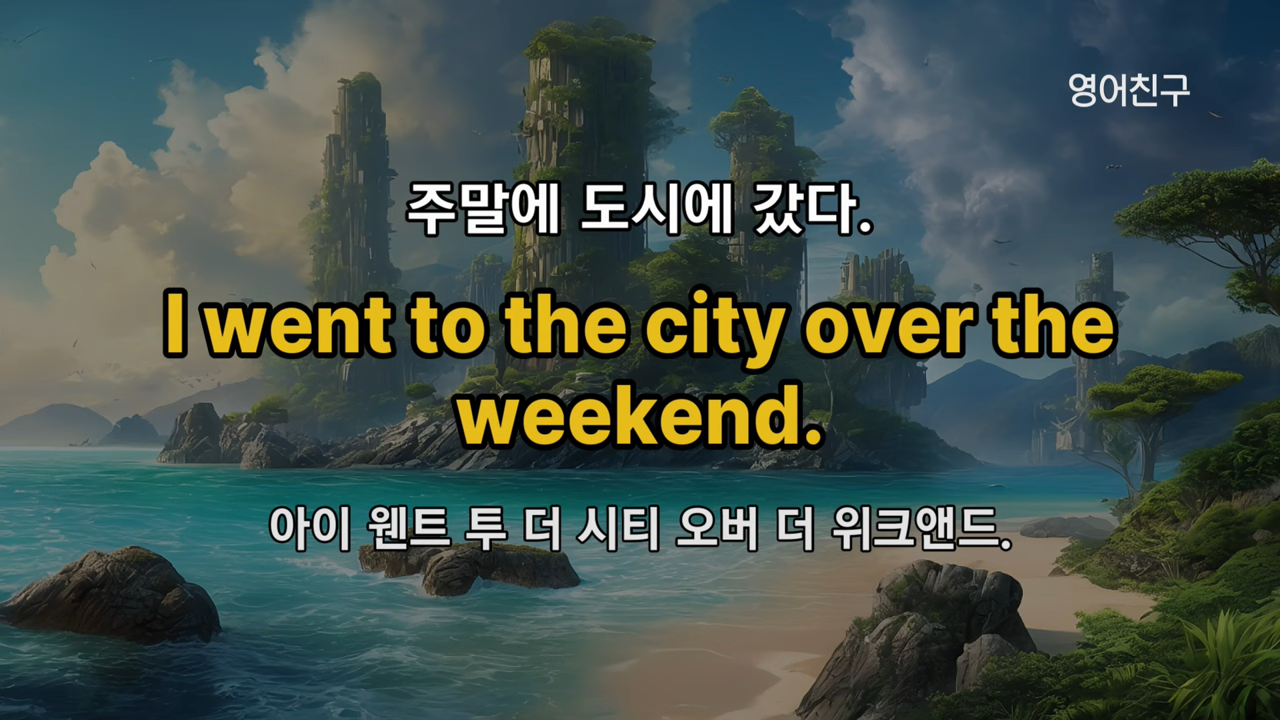 영어친구
주말에 도시에 갔다.
I went to the city over the
weekend.
아이 웬트 투 더 시티 오버 더 위크앤드.